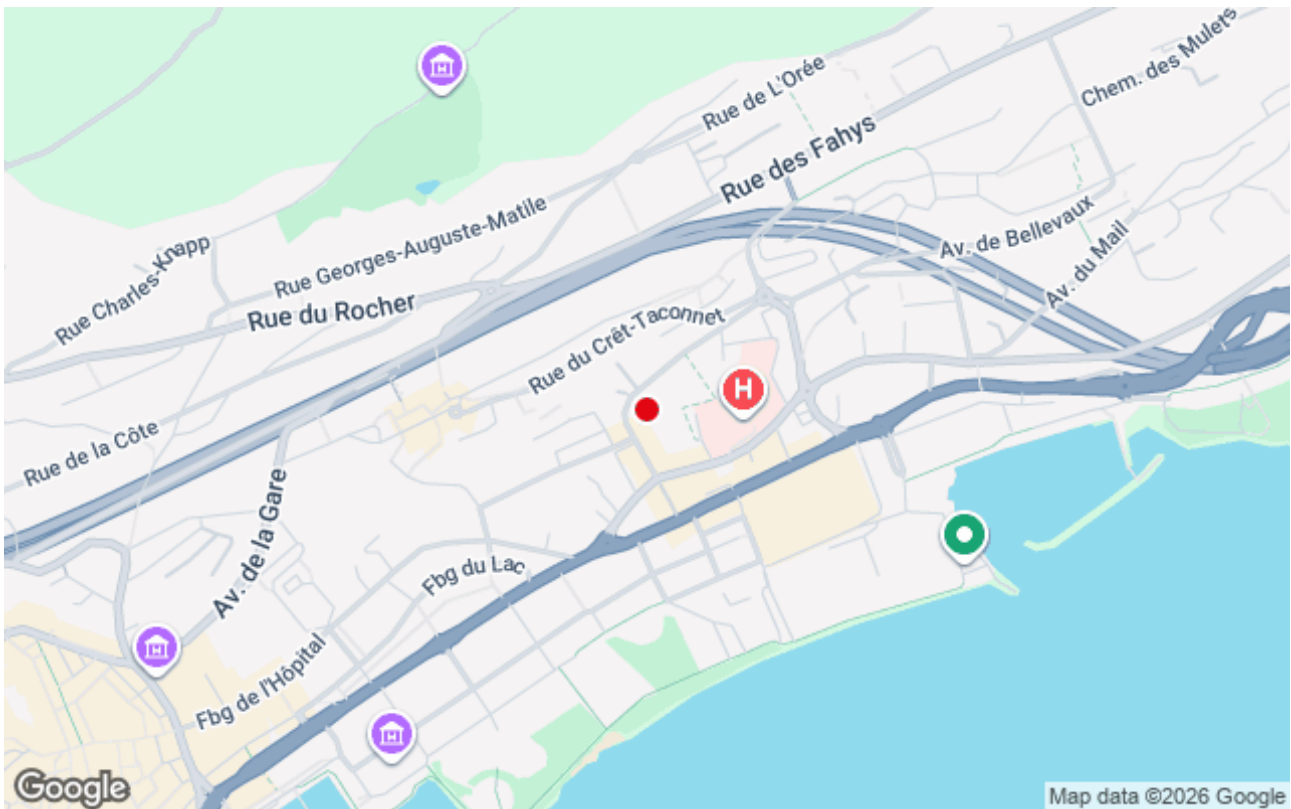 Rue de L'Orée
Chem. des Mulets
Rue des Fahys
Rue Georges-Auguste-Matile
Av. de Bellevaux
Rue Charles-Knapp
Av. du Mail
Rue du Rocher
Rue du Crêt-Taconnet
H
Rue de la Côte
Av. de la Gare
Fbg du Lac
Fbg de l'Hôpital
Google
Map data ©2026 Google